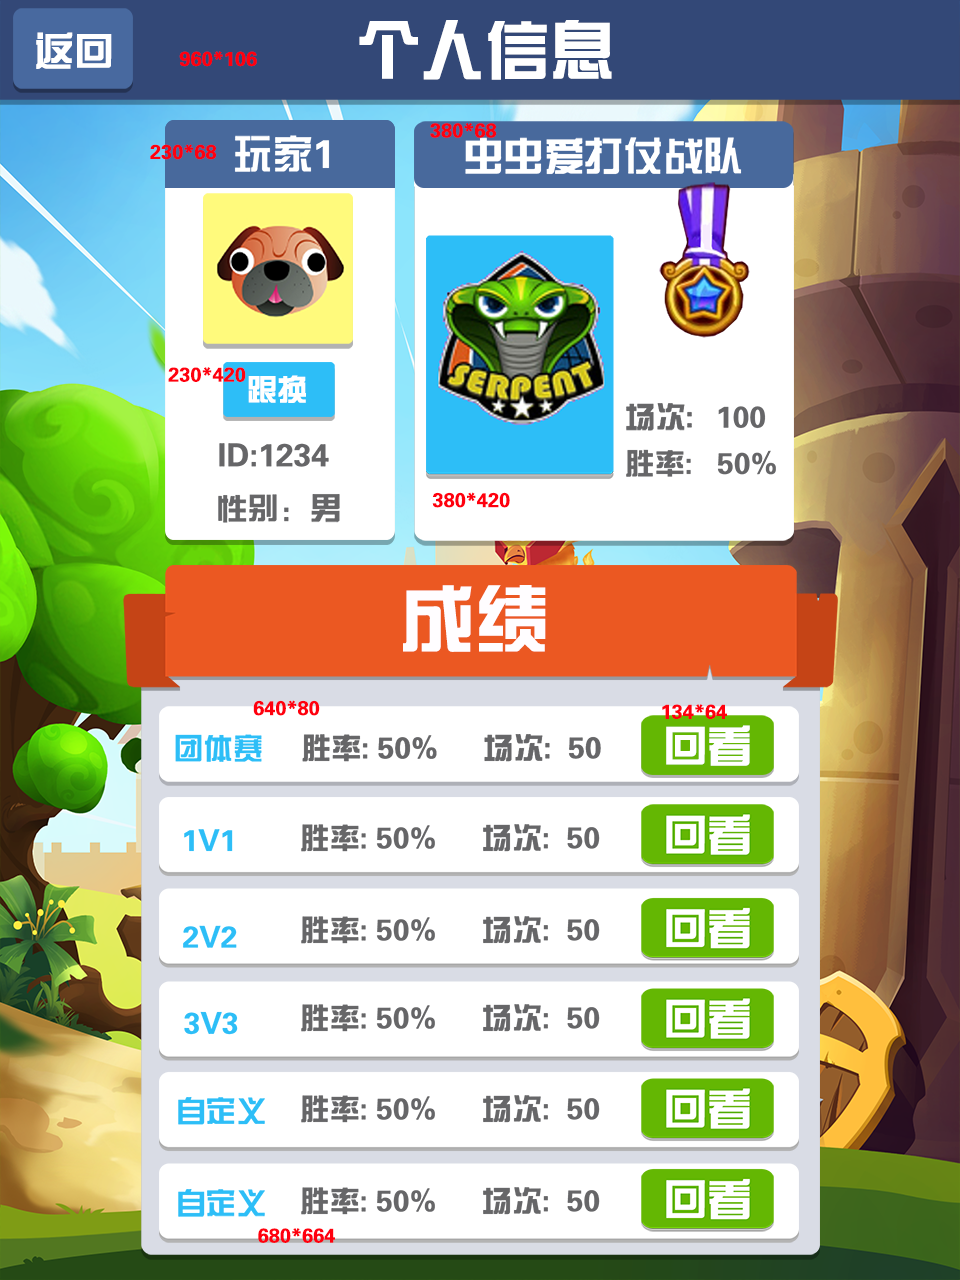 返回
960*106
个人信息
230*68
玩家1
380*68
虫虫爱打仗战队
230*420
跟换
ID:1234
性别：男
SERPENT
场次: 100
胜率: 50%
380*420
成绩
640*80
134*64
团体赛 胜率: 50% 场次: 50 回看
1V1 胜率: 50% 场次: 50 回看
2V2 胜率: 50% 场次: 50 回看
3V3 胜率: 50% 场次: 50 回看
自定义 胜率: 50% 场次: 50 回看
自定义 胜率: 50% 场次: 50 回看
680*664